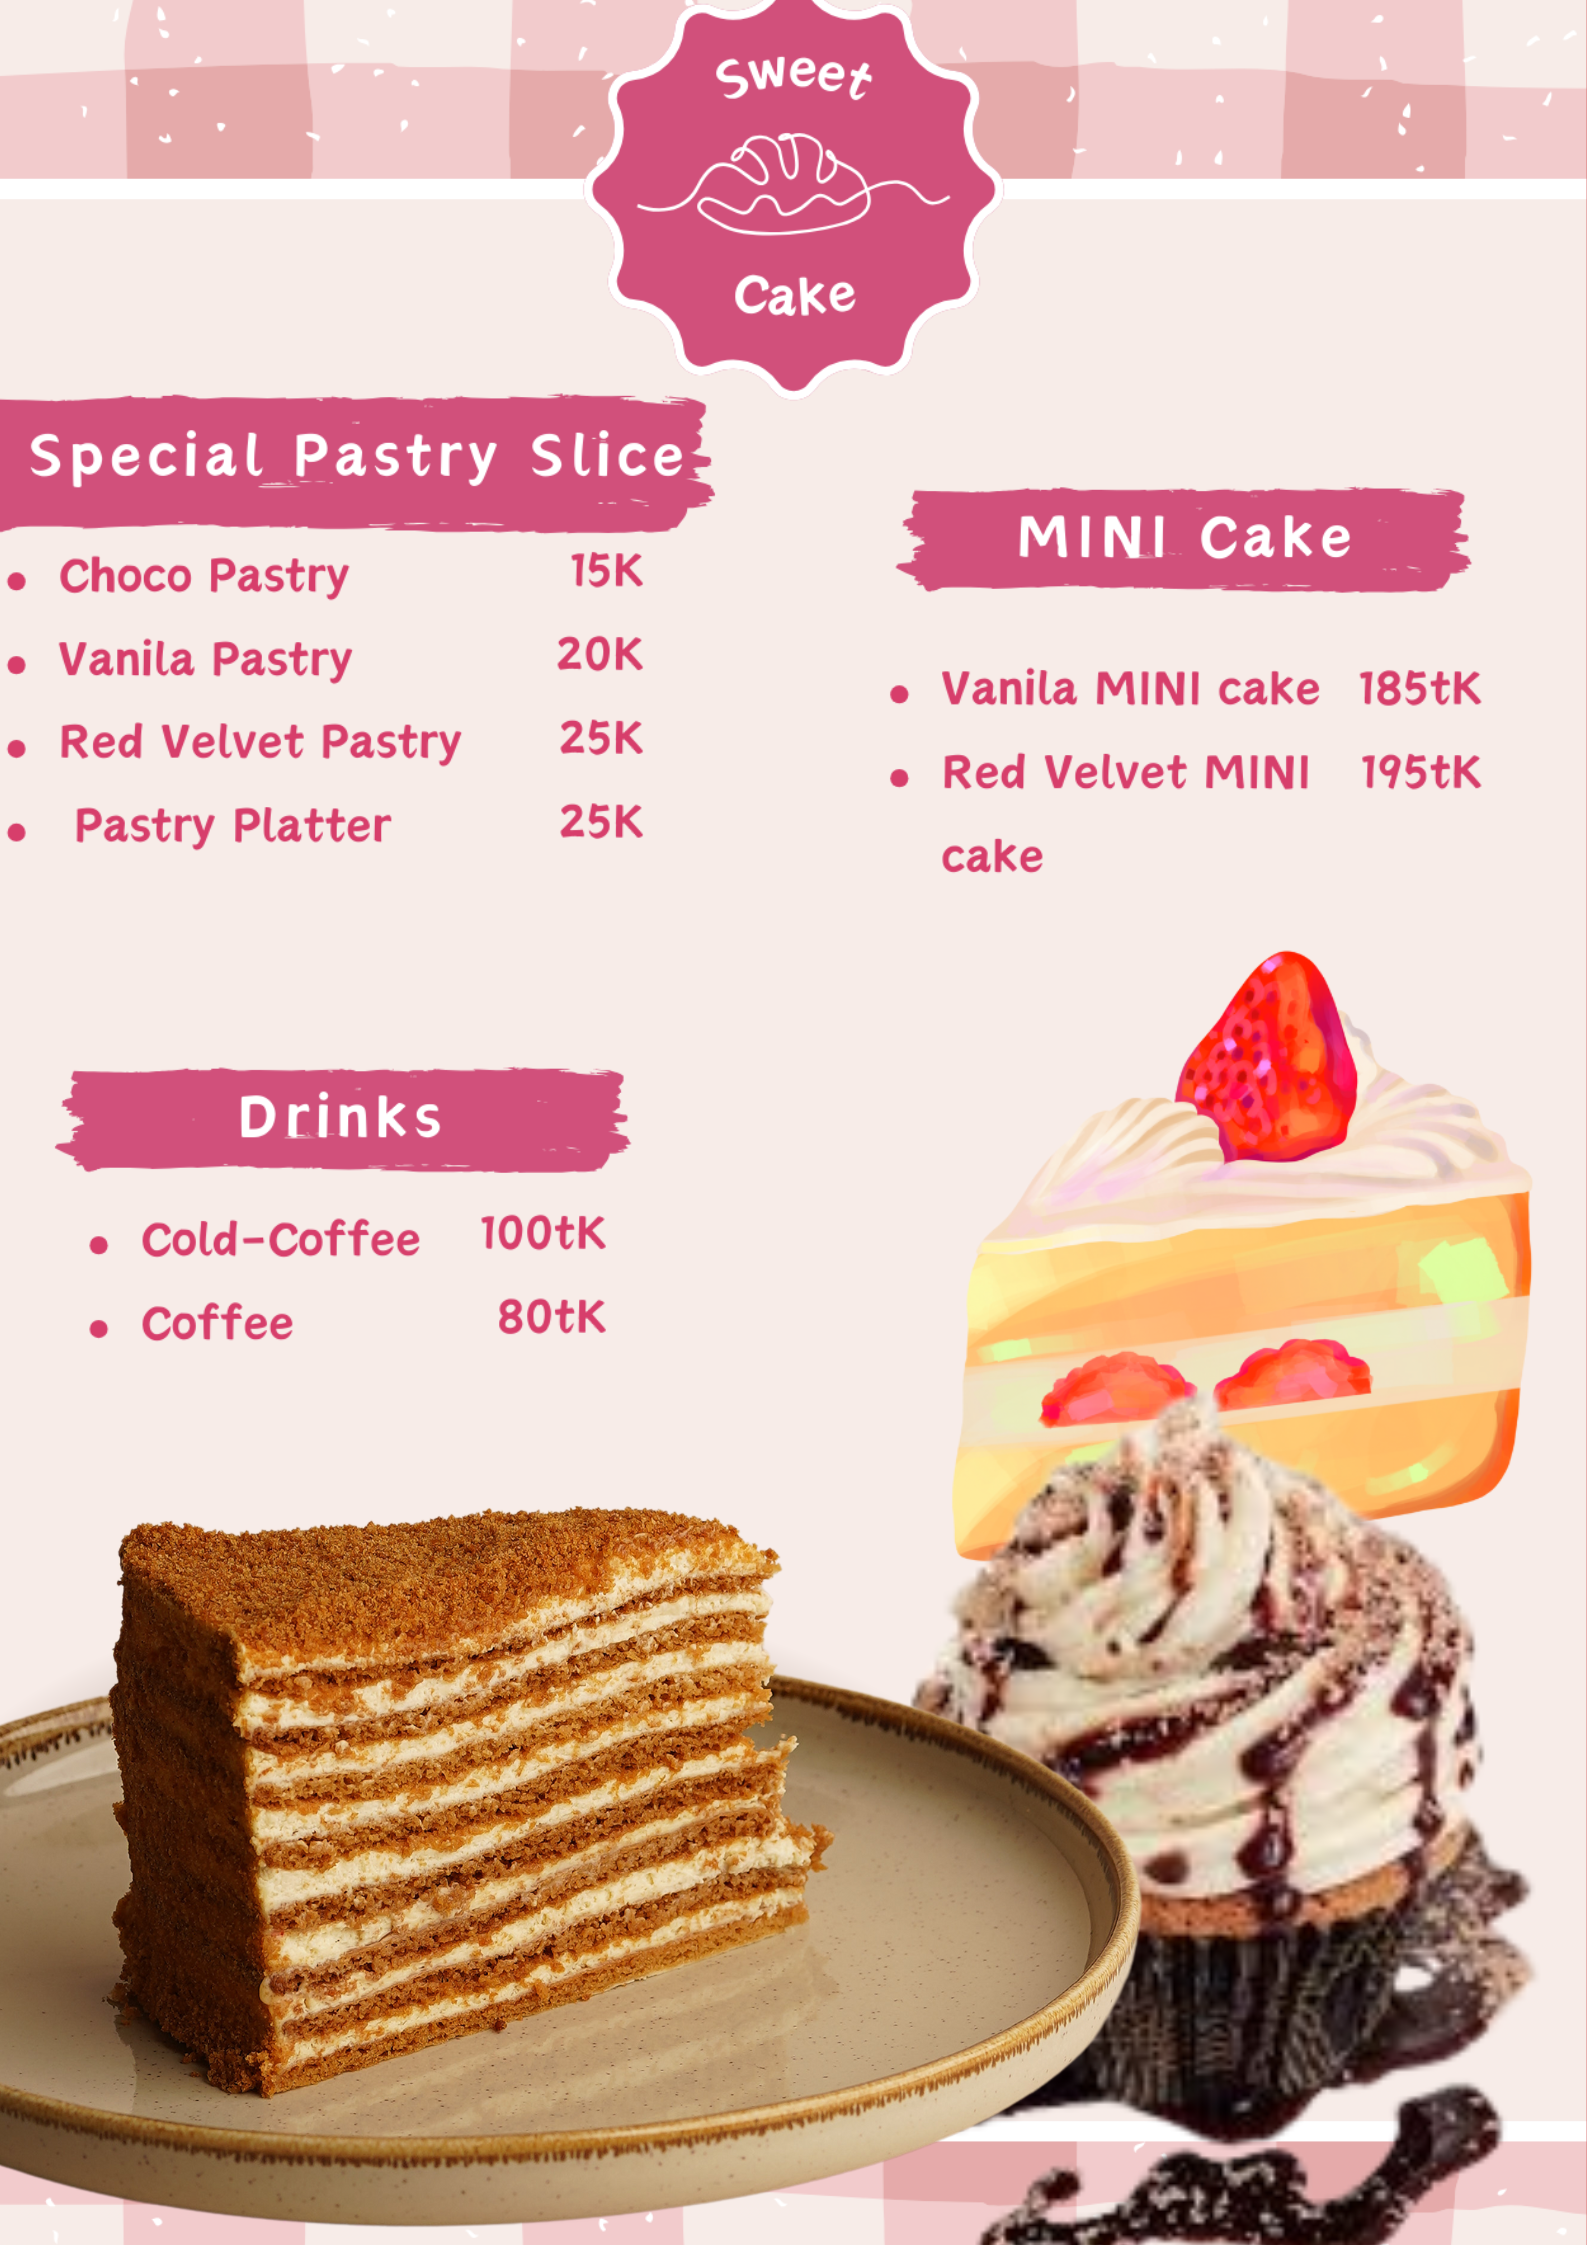 Sweet
Cake
Special Pastry Slice
• Choco Pastry 15K
• Vanila Pastry 20K
• Red Velvet Pastry 25K
• Pastry Platter 25K
MINI Cake
• Vanila MINI cake 185tK
• Red Velvet MINI 195tK
cake
Drinks
• Cold-Coffee 100tK
• Coffee 80tK